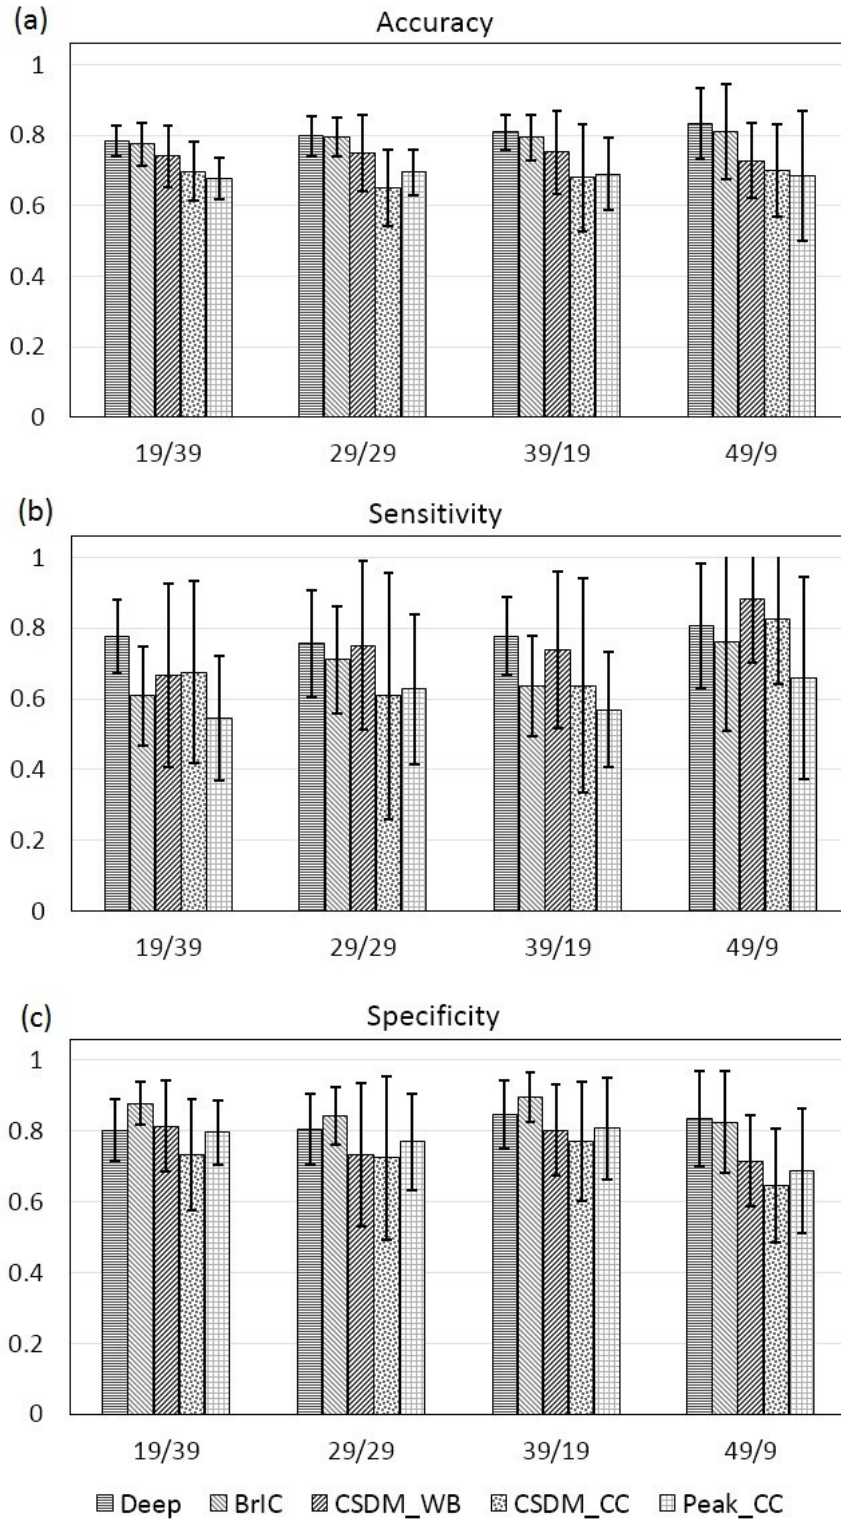 (a) Accuracy
1
0.8
0.6
0.4
0.2
0
19/39 29/29 39/19 49/9
(b) Sensitivity
1
0.8
0.6
0.4
0.2
0
19/39 29/29 39/19 49/9
(c) Specificity
1
0.8
0.6
0.4
0.2
0
19/39 29/29 39/19 49/9
Deep BrIC CSDM_WB CSDM_CC Peak_CC